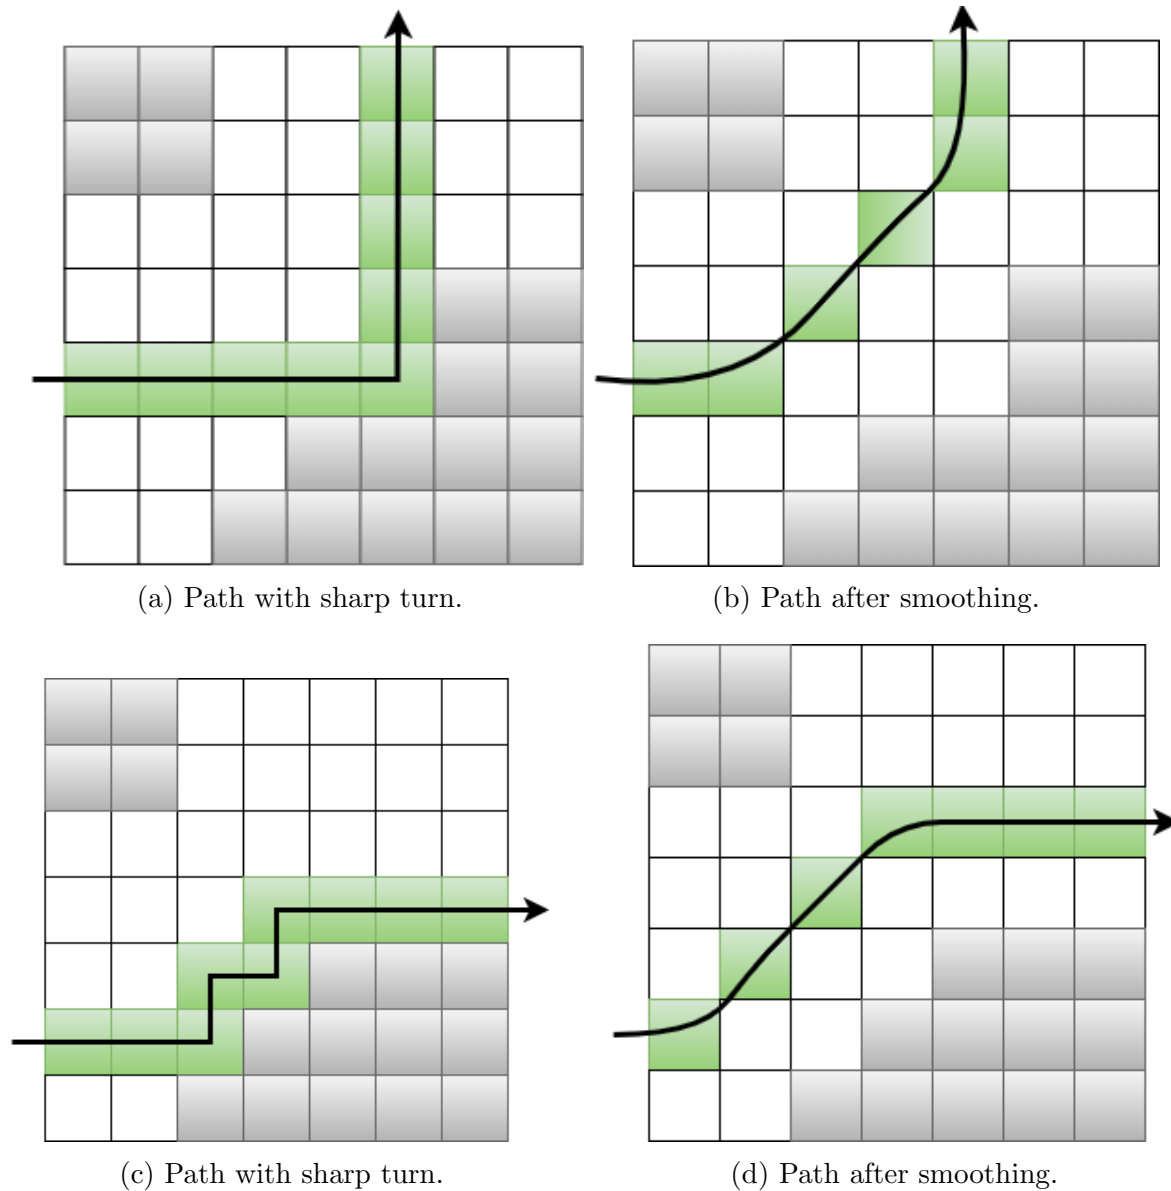 (a) Path with sharp turn.
(b) Path after smoothing.
(c) Path with sharp turn.
(d) Path after smoothing.